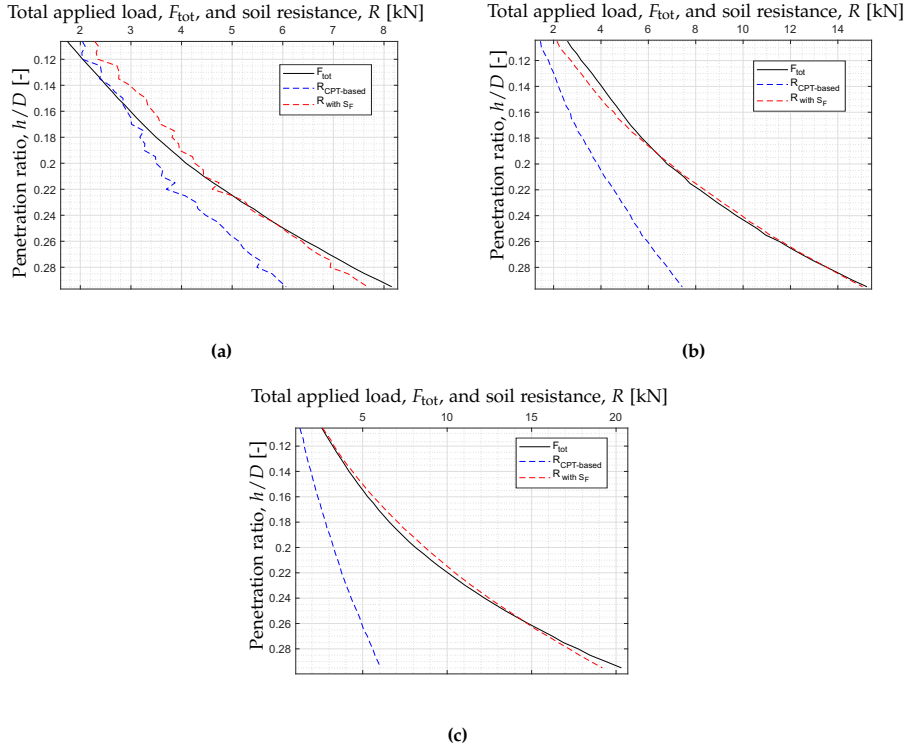 Total applied load, F_tot, and soil resistance, R [kN]
2 3 4 5 6 7 8
Penetration ratio, h/D [-]
0.12
0.14
0.16
0.18
0.2
0.22
0.24
0.26
0.28
F_tot
R_CPT-based
R_with S_F
(a)
Total applied load, F_tot, and soil resistance, R [kN]
2 4 6 8 10 12 14
Penetration ratio, h/D [-]
0.12
0.14
0.16
0.18
0.2
0.22
0.24
0.26
0.28
F_tot
R_CPT-based
R_with S_F
(b)
Total applied load, F_tot, and soil resistance, R [kN]
5 10 15 20
Penetration ratio, h/D [-]
0.12
0.14
0.16
0.18
0.2
0.22
0.24
0.26
0.28
F_tot
R_CPT-based
R_with S_F
(c)